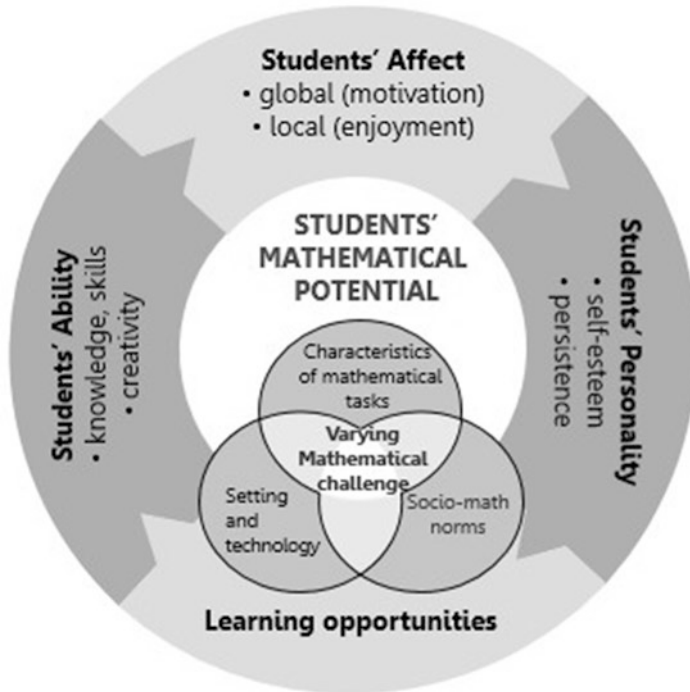 Students’ Affect
• global (motivation)
• local (enjoyment)
Students’ Ability
• knowledge, skills
• creativity
STUDENTS’
MATHEMATICAL
POTENTIAL
Students’ Personality
• self-esteem
• persistence
Characteristics
of mathematical
tasks
Varying
Mathematical
challenge
Setting
and
technology
Socio-math
norms
Learning opportunities